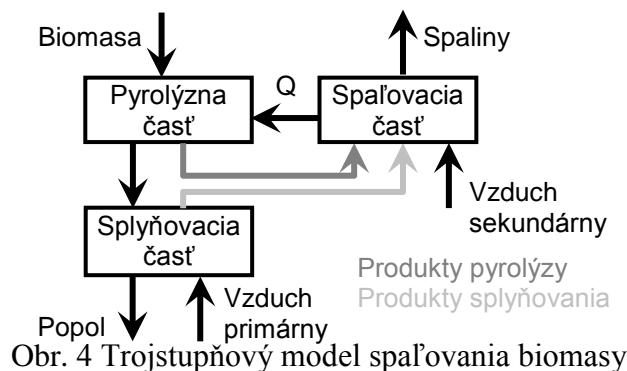 Biomasa
Spaliny
Pyrolýzna
časť
Q
Spaľovacia
časť
Splyňovacia
časť
Vzduch
sekundárny
Produkty pyrolýzy
Produkty splyňovania
Popol
Vzduch
primárny
Obr. 4 Trojstupňový model spaľovania biomasy